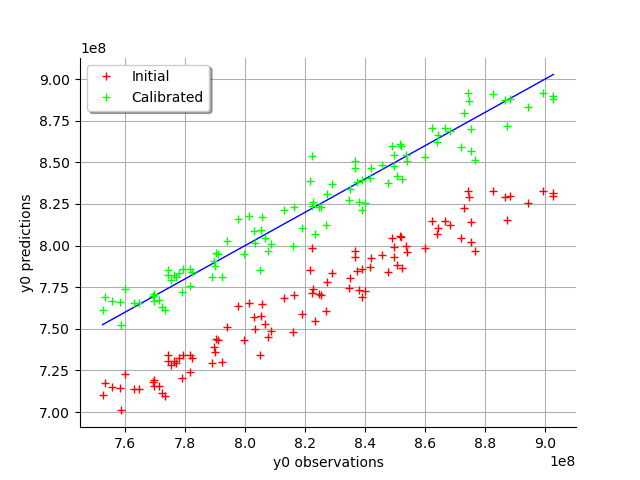 1e8
9.00
8.75
8.50
8.25
8.00
7.75
7.50
7.25
7.00
y0 predictions
Initial
Calibrated
7.6 7.8 8.0 8.2 8.4 8.6 8.8 9.0
y0 observations
1e8